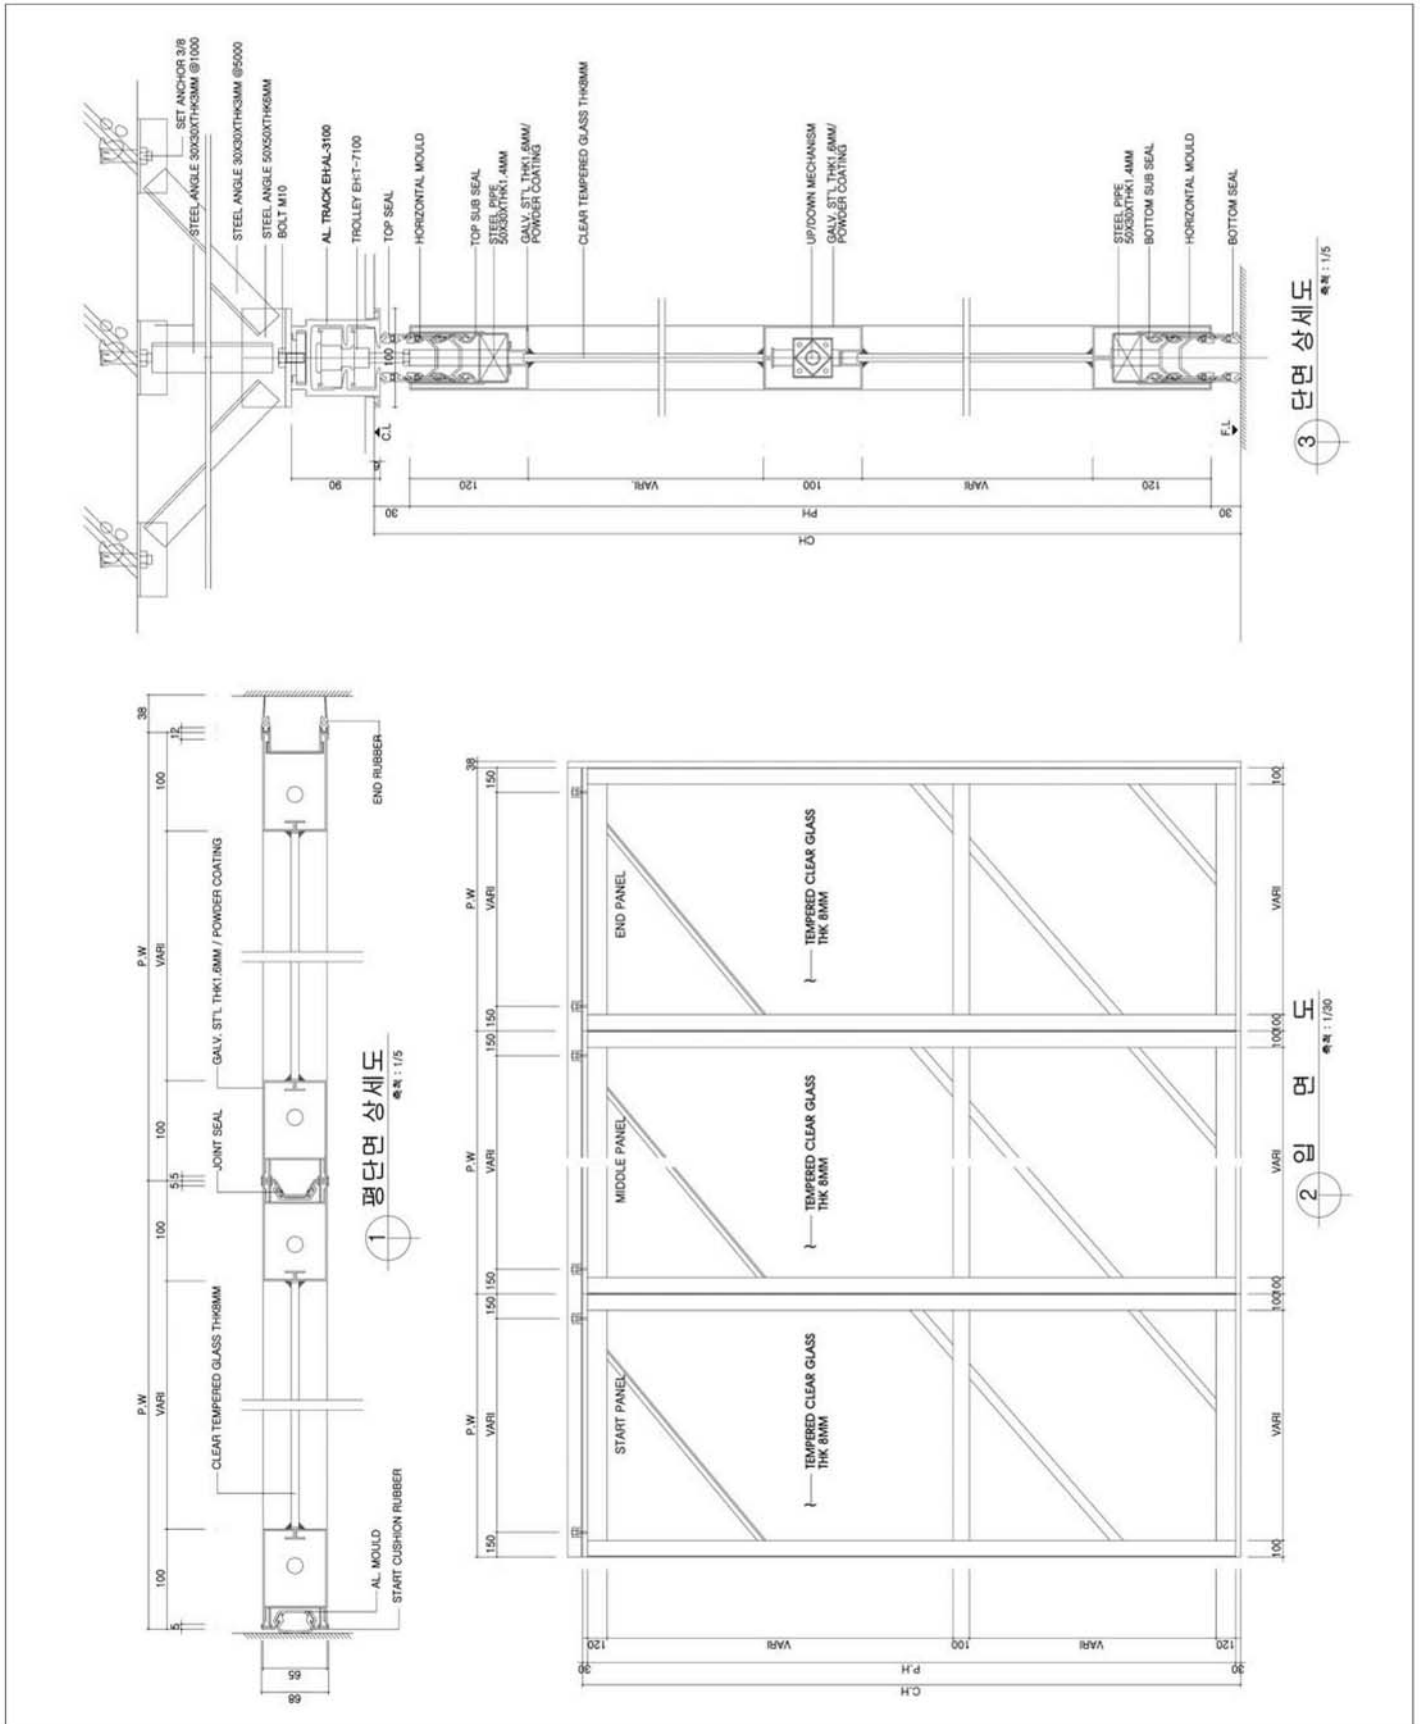 SET ANCHOR 3/8
STEEL ANGLE 30X30XTHK3MM @1000
STEEL ANGLE 30X30XTHK3MM @5000
STEEL ANGLE 50X50XTHK6MM
BOLT M10
AL. TRACK EH:AL-3100
TROLLEY EH:T-7100
TOP SEAL
HORIZONTAL MOULD
TOP SUB SEAL
STEEL PIPE
50X30XTHK1.4MM
GALV. ST'L THK1.6MM/
POWDER COATING
CLEAR TEMPERED GLASS THK8MM
UP/DOWN MECHANISM
GALV. ST'L THK1.6MM/
POWDER COATING
STEEL PIPE
50X30XTHK1.4MM
BOTTOM SUB SEAL
HORIZONTAL MOULD
BOTTOM SEAL
100
C.L
F.L
90
30
120
VARI.
100
VARI
120
30
PH
CH
3
단면 상세도
축척 : 1/5
P.W
P.W
38
5
100
VARI
100
5.5
100
VARI
100
12
CLEAR TEMPERED GLASS THK8MM
JOINT SEAL
GALV. ST'L THK1.6MM / POWDER COATING
END RUBBER
AL. MOULD
START CUSHION RUBBER
65
68
1
평단면 상세도
축척 : 1/5
P.W
P.W
P.W
38
150
VARI
150
150
VARI
150
150
VARI
150
START PANEL
MIDDLE PANEL
END PANEL
TEMPERED CLEAR GLASS
THK 8MM
TEMPERED CLEAR GLASS
THK 8MM
TEMPERED CLEAR GLASS
THK 8MM
100
VARI
100
100
VARI
100
100
VARI
100
30
120
VARI
100
VARI
120
30
P.H
C.H
2
입 면 도
축척 : 1/30